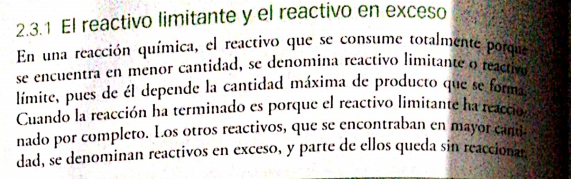 2.3.1 El reactivo limitante y el reactivo en exceso
En una reacción química, el reactivo que se consume totalmente porque
se encuentra en menor cantidad, se denomina reactivo limitante o reactivo
límite, pues de él depende la cantidad máxima de producto que se forma.
Cuando la reacción ha terminado es porque el reactivo limitante ha reaccio-
nado por completo. Los otros reactivos, que se encontraban en mayor canti-
dad, se denominan reactivos en exceso, y parte de ellos queda sin reaccionar.